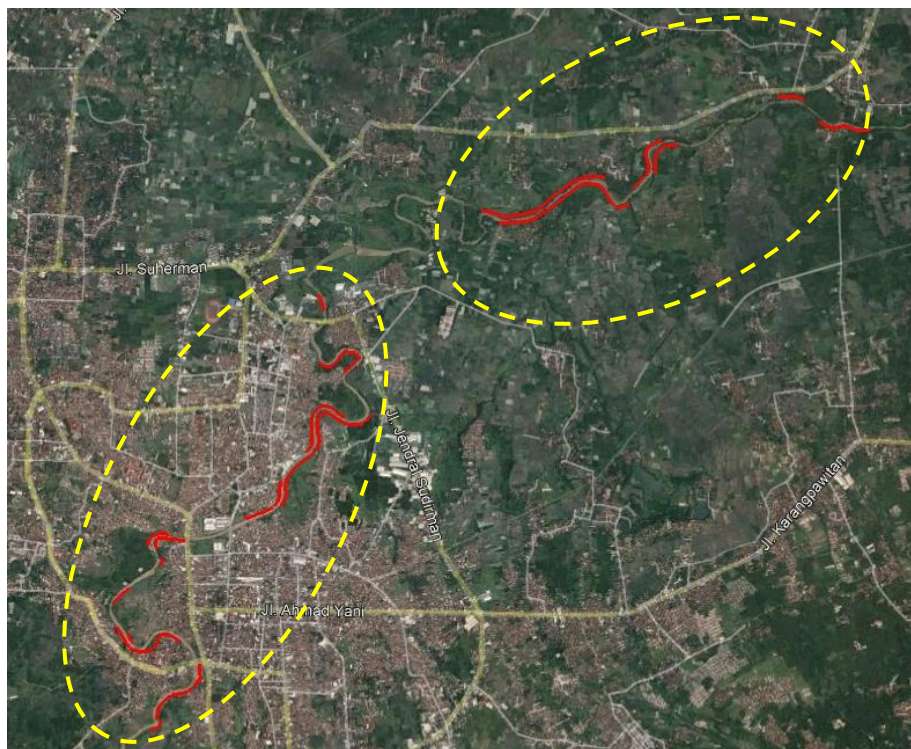 Jl. Suherman
Jl. Jendral Sudirman
Jl. Karangpawitan
Jl. Ahmad Yani